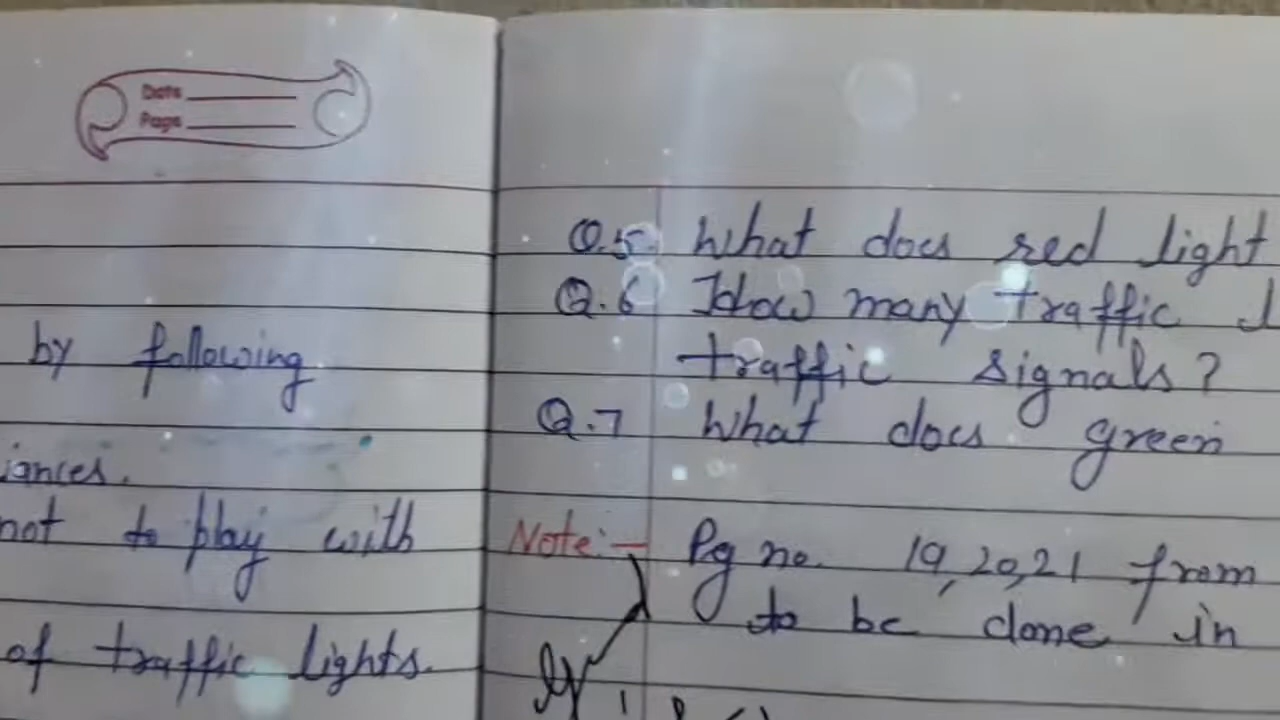 Date
Page
by following
iances.
not to play with
of traffic lights.
Q.5 What does red light
Q.6 How many traffic
traffic signals?
Q.7 What does green
Note:- Pg no. 19,20,21 from
to be done in